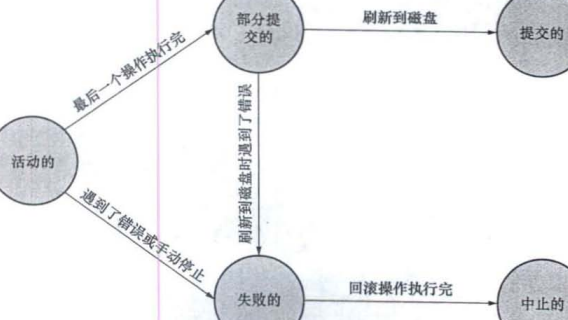 部分提
交的
刷新到磁盘
提交的
最后一个操作执行完
活动的
刷新到磁盘时遇到了错误
遇到了错误或手动停止
失败的
回滚操作执行完
中止的